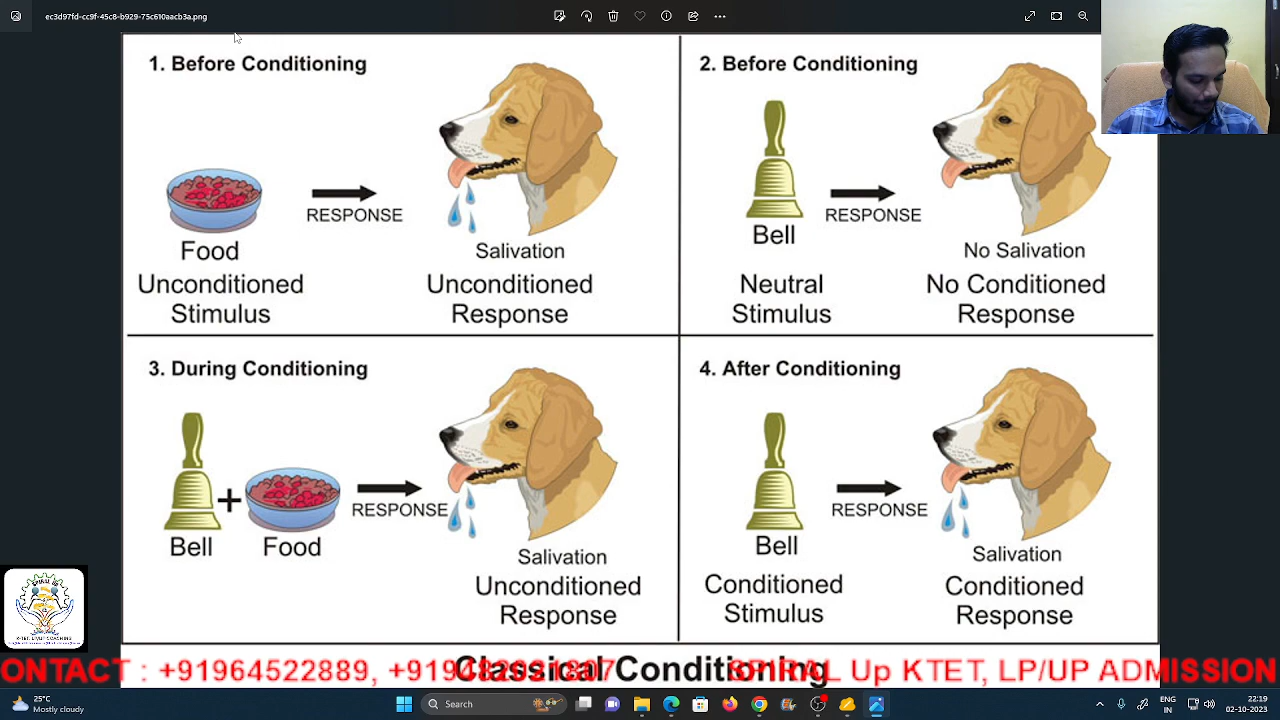 ec3d97fd-cc9f-45c8-b929-75c610aacb3a.png
1. Before Conditioning
Food
Unconditioned
Stimulus
RESPONSE
Salivation
Unconditioned
Response
2. Before Conditioning
Bell
Neutral
Stimulus
RESPONSE
No Salivation
No Conditioned
Response
3. During Conditioning
Bell
+
Food
RESPONSE
Salivation
Unconditioned
Response
4. After Conditioning
Bell
Conditioned
Stimulus
RESPONSE
Salivation
Conditioned
Response
Classical Conditioning
ONTACT : +91964522889, SPIRAL Up KTET, LP/UP ADMISSION
25°C
Mostly cloudy
Search
ENG
IN
22:19
02-10-2023